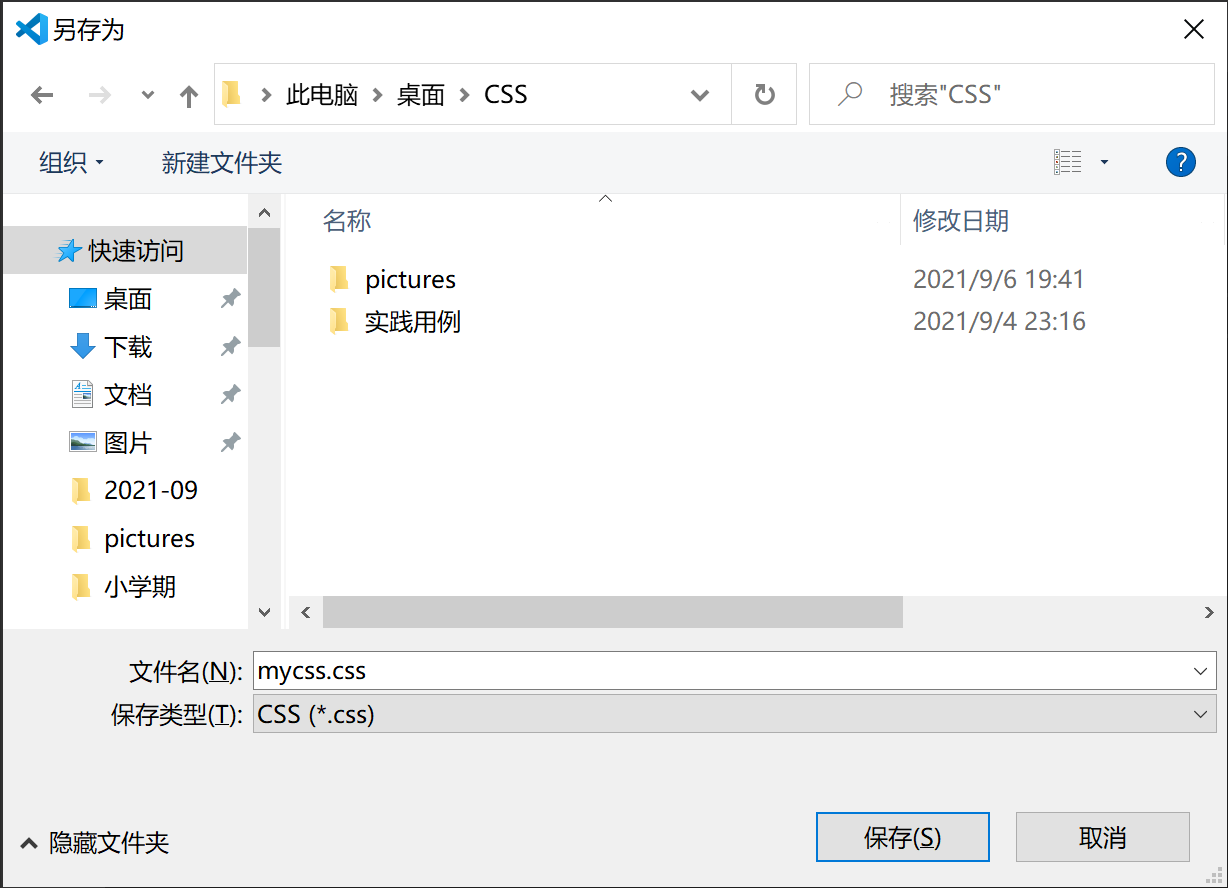 另存为
此电脑 桌面 CSS 搜索"CSS"
组织 新建文件夹
名称 修改日期
快速访问
pictures 2021/9/6 19:41
桌面
实践用例 2021/9/4 23:16
下载
文档
图片
2021-09
pictures
小学期
文件名(N): mycss.css
保存类型(T): CSS (*.css)
隐藏文件夹 保存(S) 取消